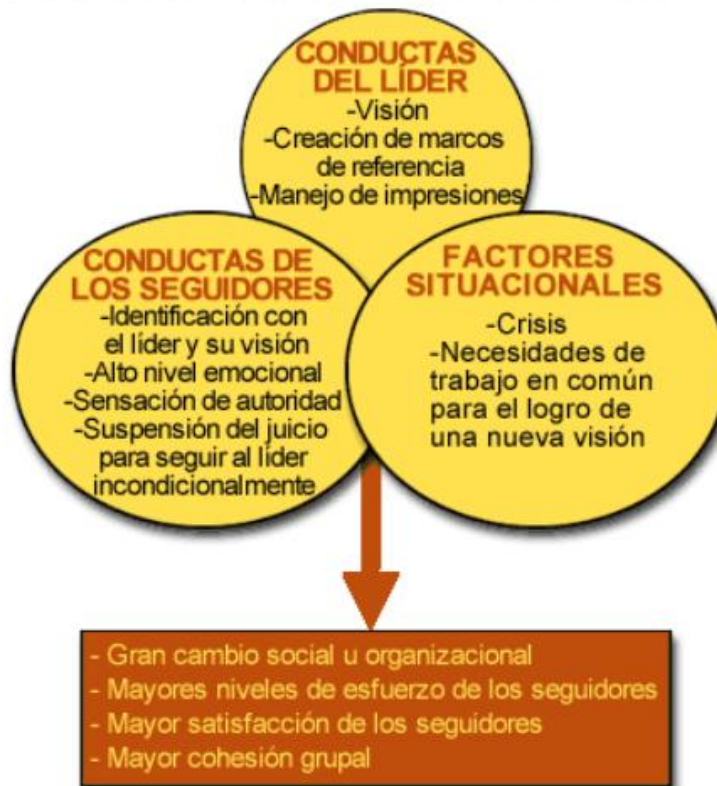 CONDUCTAS
DEL LÍDER
-Visión
-Creación de marcos
de referencia
-Manejo de impresiones
CONDUCTAS DE
LOS SEGUIDORES
-Identificación con
el líder y su visión
-Alto nivel emocional
-Sensación de autoridad
-Suspensión del juicio
para seguir al líder
incondicionalmente
FACTORES
SITUACIONALES
-Crisis
-Necesidades de
trabajo en común
para el logro de
una nueva visión
- Gran cambio social u organizacional
- Mayores niveles de esfuerzo de los seguidores
- Mayor satisfacción de los seguidores
- Mayor cohesión grupal